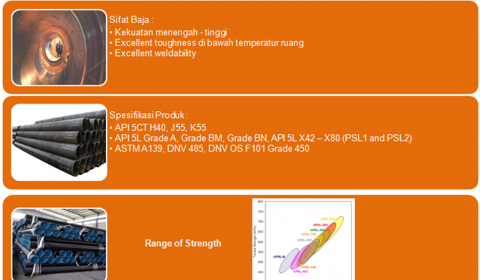 Sifat Baja :
• Kekuatan menengah - tinggi
• Excellent toughness di bawah temperatur ruang
• Excellent weldability
Spesifikasi Produk :
• API 5CT H40, J55, K55
• API 5L Grade A, Grade BM, Grade BN, API 5L X42 – X80 (PSL1 and PSL2)
• ASTM A139, DNV 485, DNV OS F101 Grade 450
Range of Strength